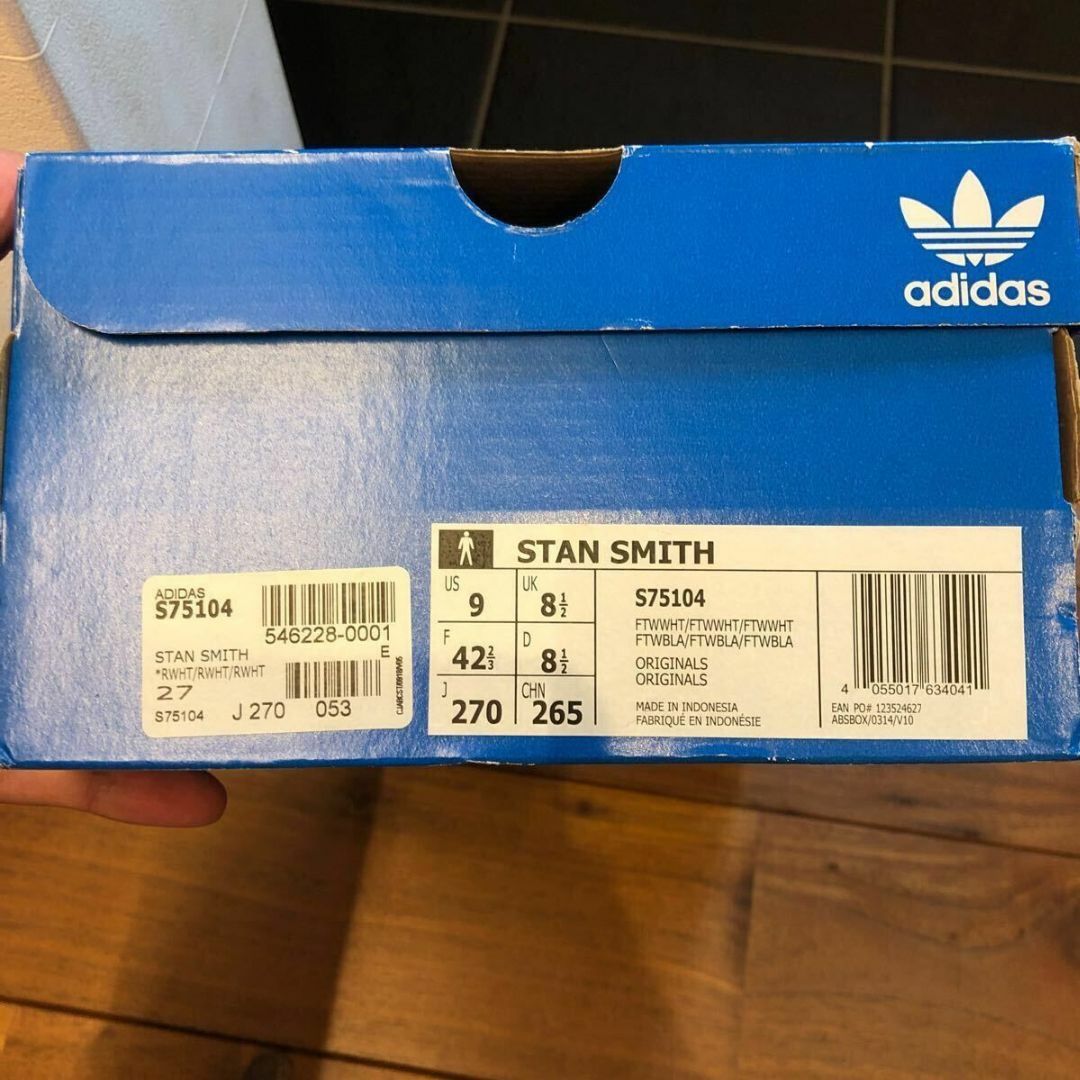 adidas
ADIDAS
S75104
546228-0001
E
STAN SMITH
*RWHT/RWHT/RWHT
27
S75104 J 270 053
STAN SMITH
US 9
UK 8½
F 42⅔
D 8½
J 270
CHN 265
S75104
FTWWHT/FTWWHT/FTWWHT
FTWBLA/FTWBLA/FTWBLA
ORIGINALS
ORIGINALS
MADE IN INDONESIA
FABRIQUÉ EN INDONÉSIE
4 055017 634041
EAN PO# 123524627
ABSBOX/0314/V10